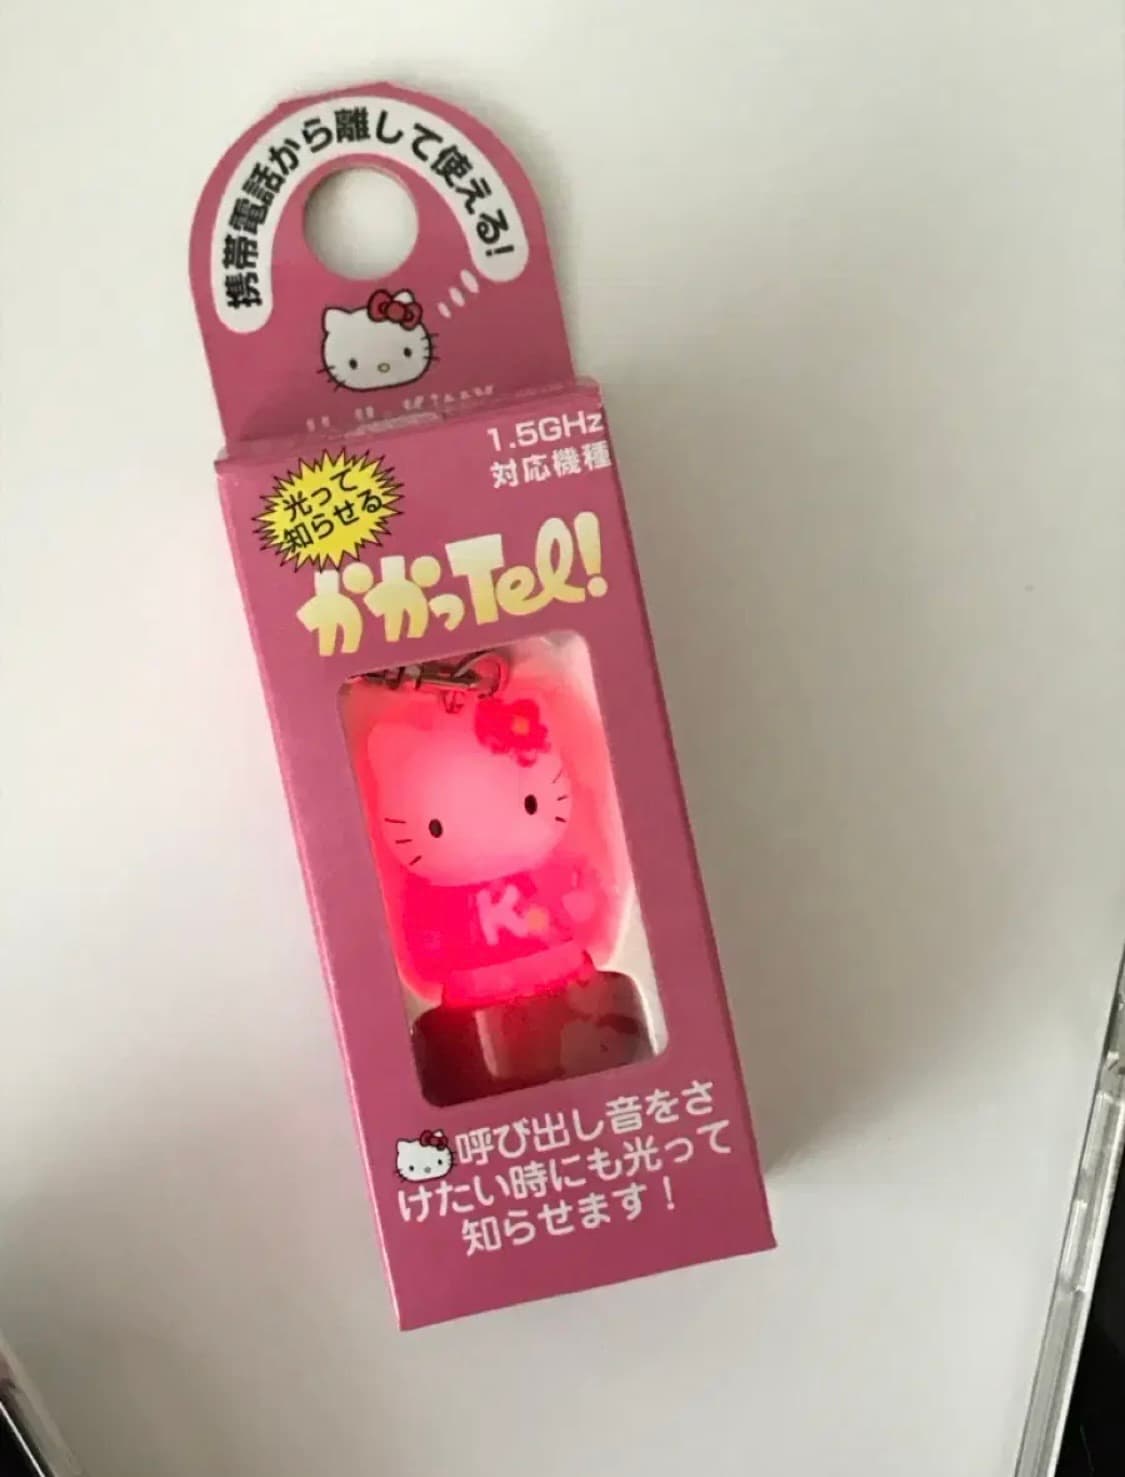 携帯電話から離して使える!
Hello Kitty
1.5GHz
対応機種
光って
知らせる
かかっTel!
K
呼び出し音をさ
けたい時にも光って
知らせます!